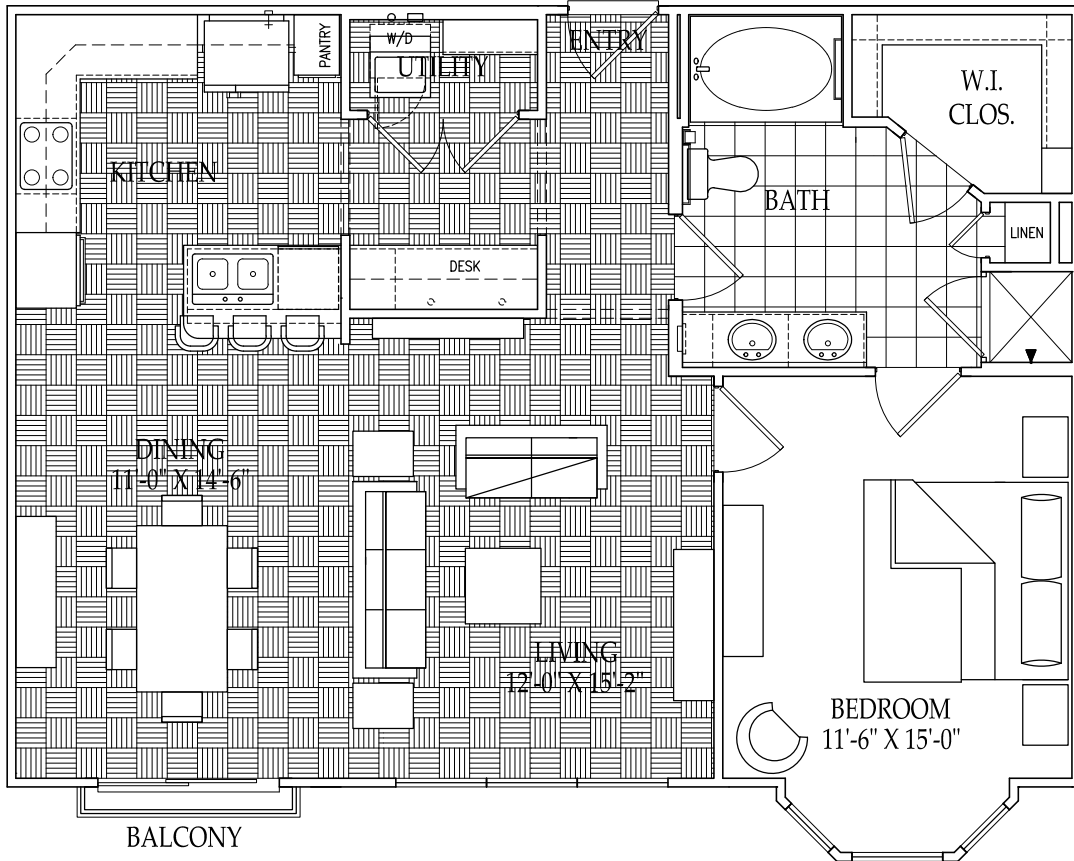 PANTRY
W/D
UTILITY
ENTRY
W.I.
CLOS.
KITCHEN
BATH
LINEN
DESK
DINING
11'-0" X 14'-6"
LIVING
12'-0" X 15'-2"
BEDROOM
11'-6" X 15'-0"
BALCONY